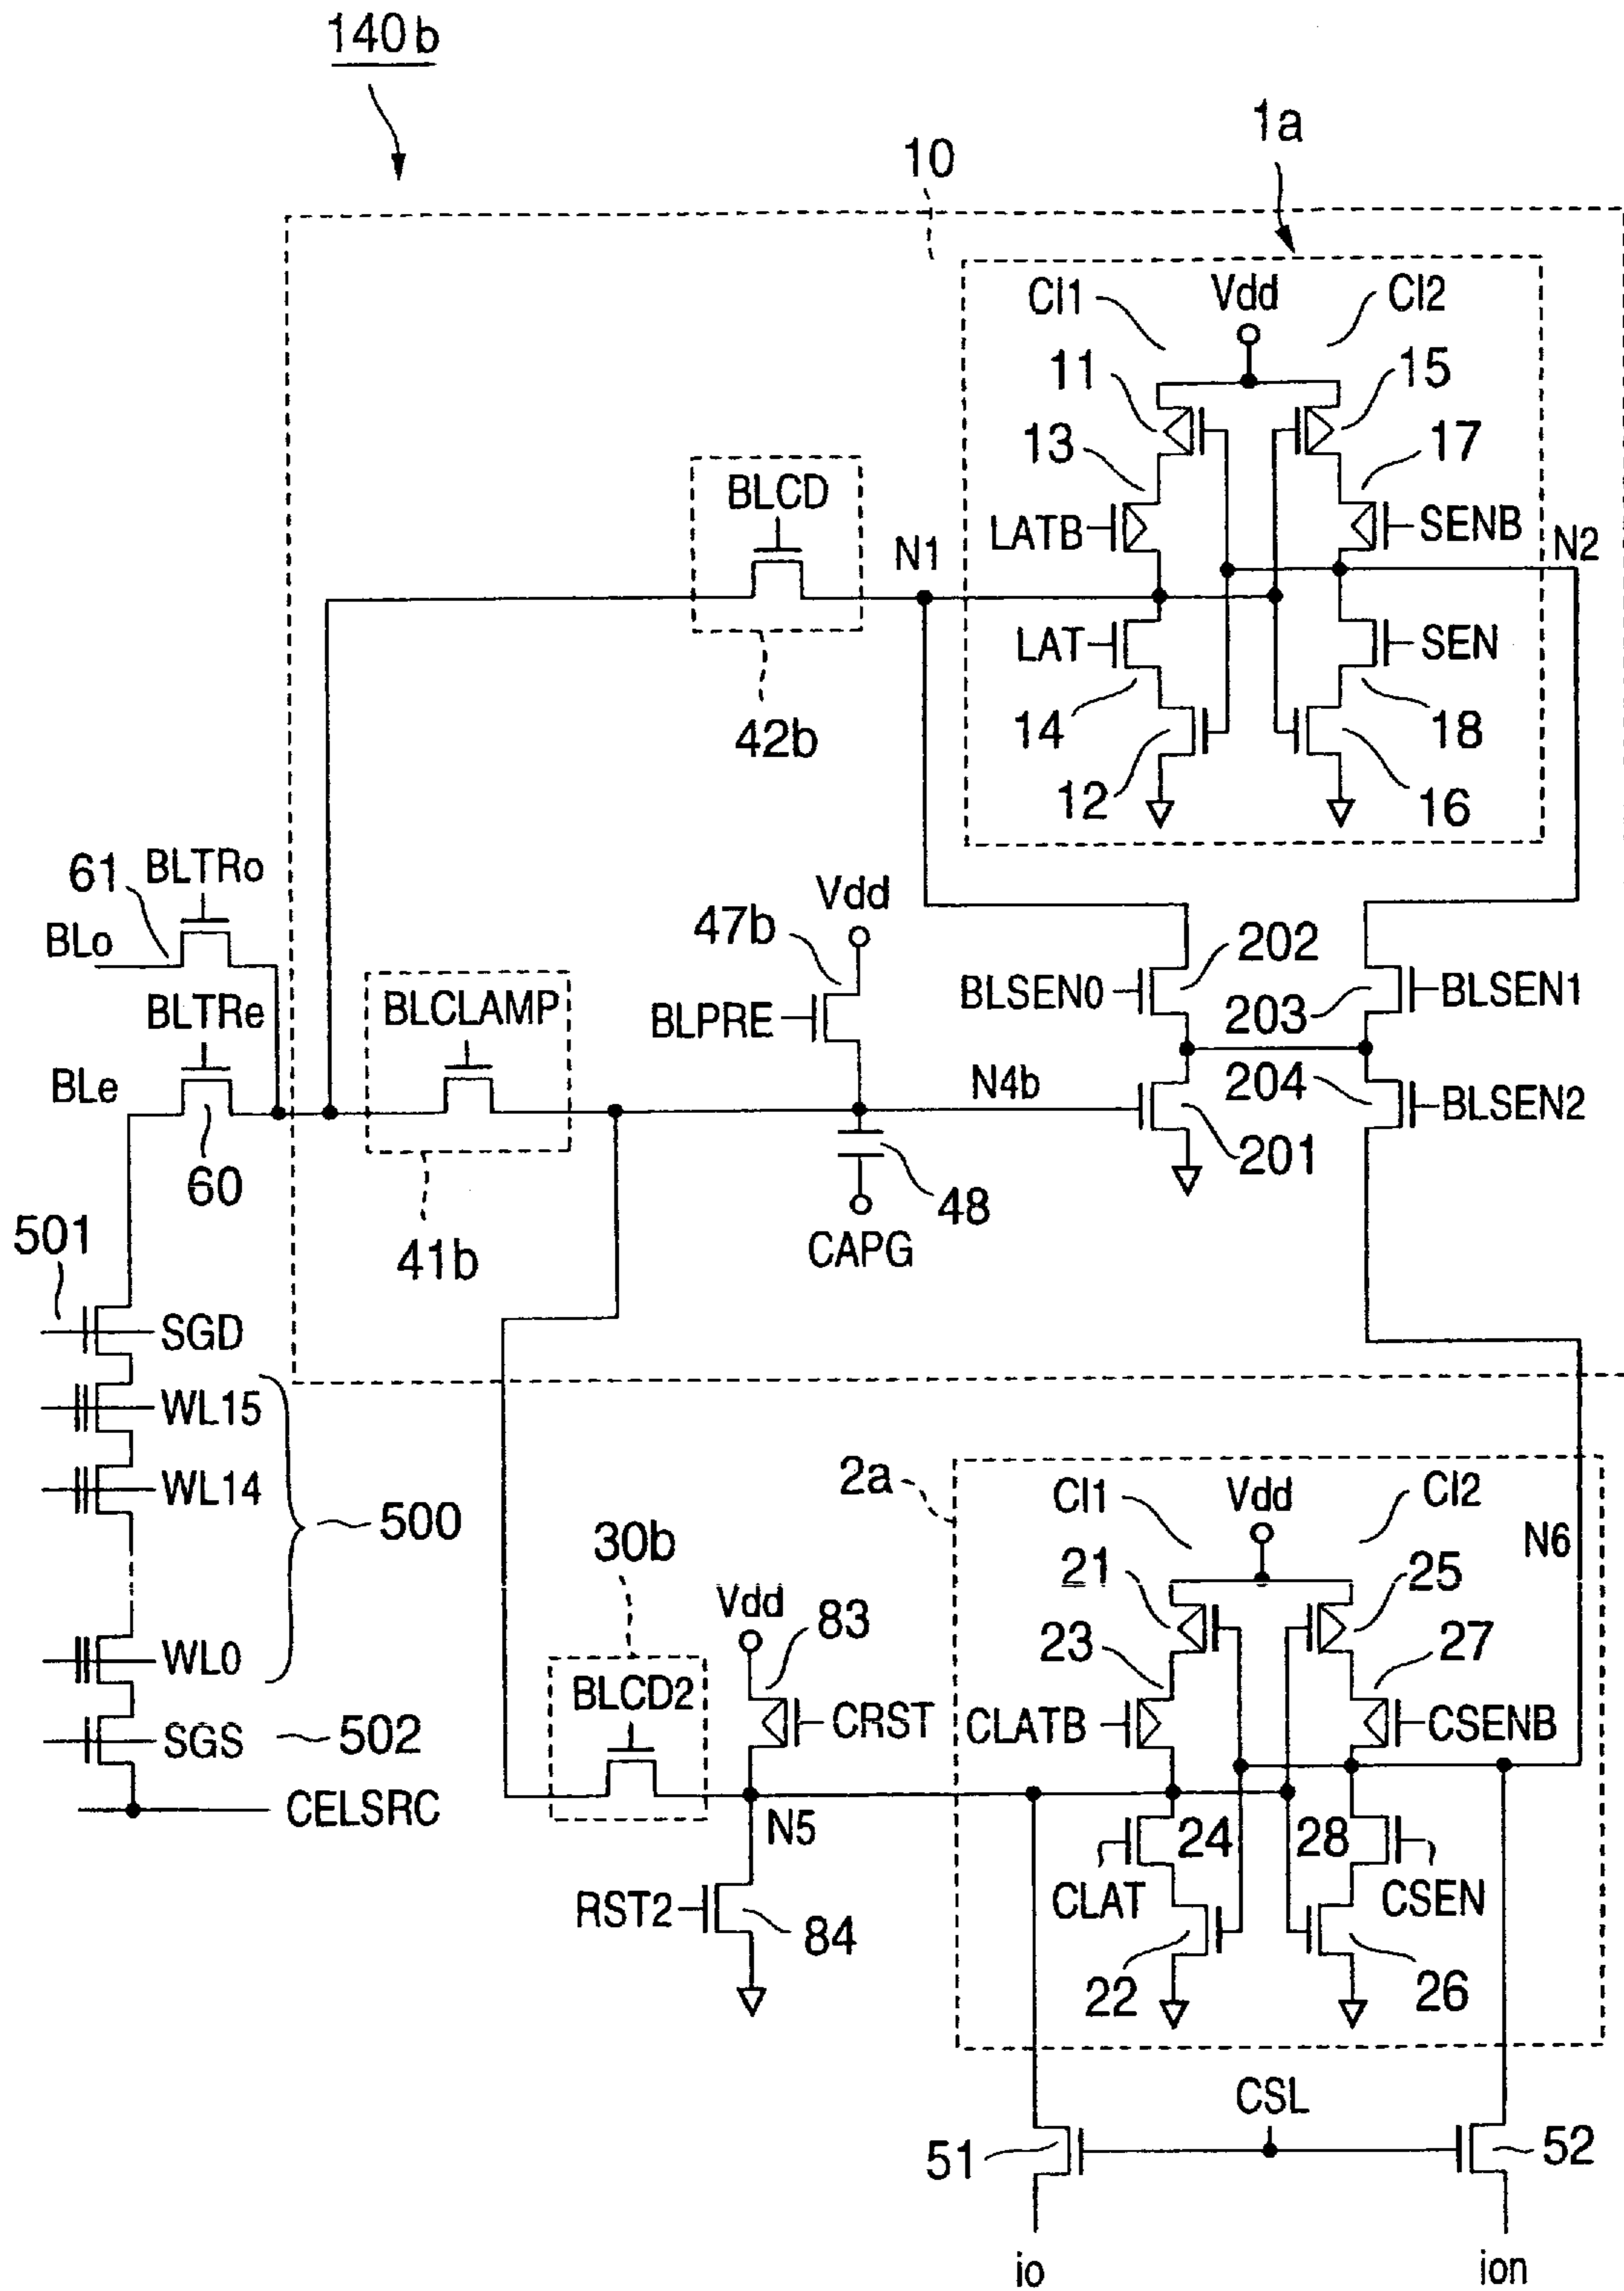 140b
1a
10
CI1
Vdd
CI2
11
15
13
17
BLCD
LATB
SENB
N1
N2
LAT
SEN
42b
14
18
12
16
BLTRo
61
Vdd
BLo
47b
202
BLSEN0
BLSEN1
BLTRe
BLCLAMP
BLPRE
203
BLe
N4b
204
BLSEN2
60
201
48
501
41b
CAPG
SGD
WL15
2a
CI1
Vdd
CI2
WL14
500
N6
30b
21
25
Vdd
83
23
27
WL0
BLCD2
CRST
CLATB
CSENB
SGS
502
CELSRC
N5
24
28
RST2
CLAT
CSEN
84
22
26
CSL
51
52
io
ion